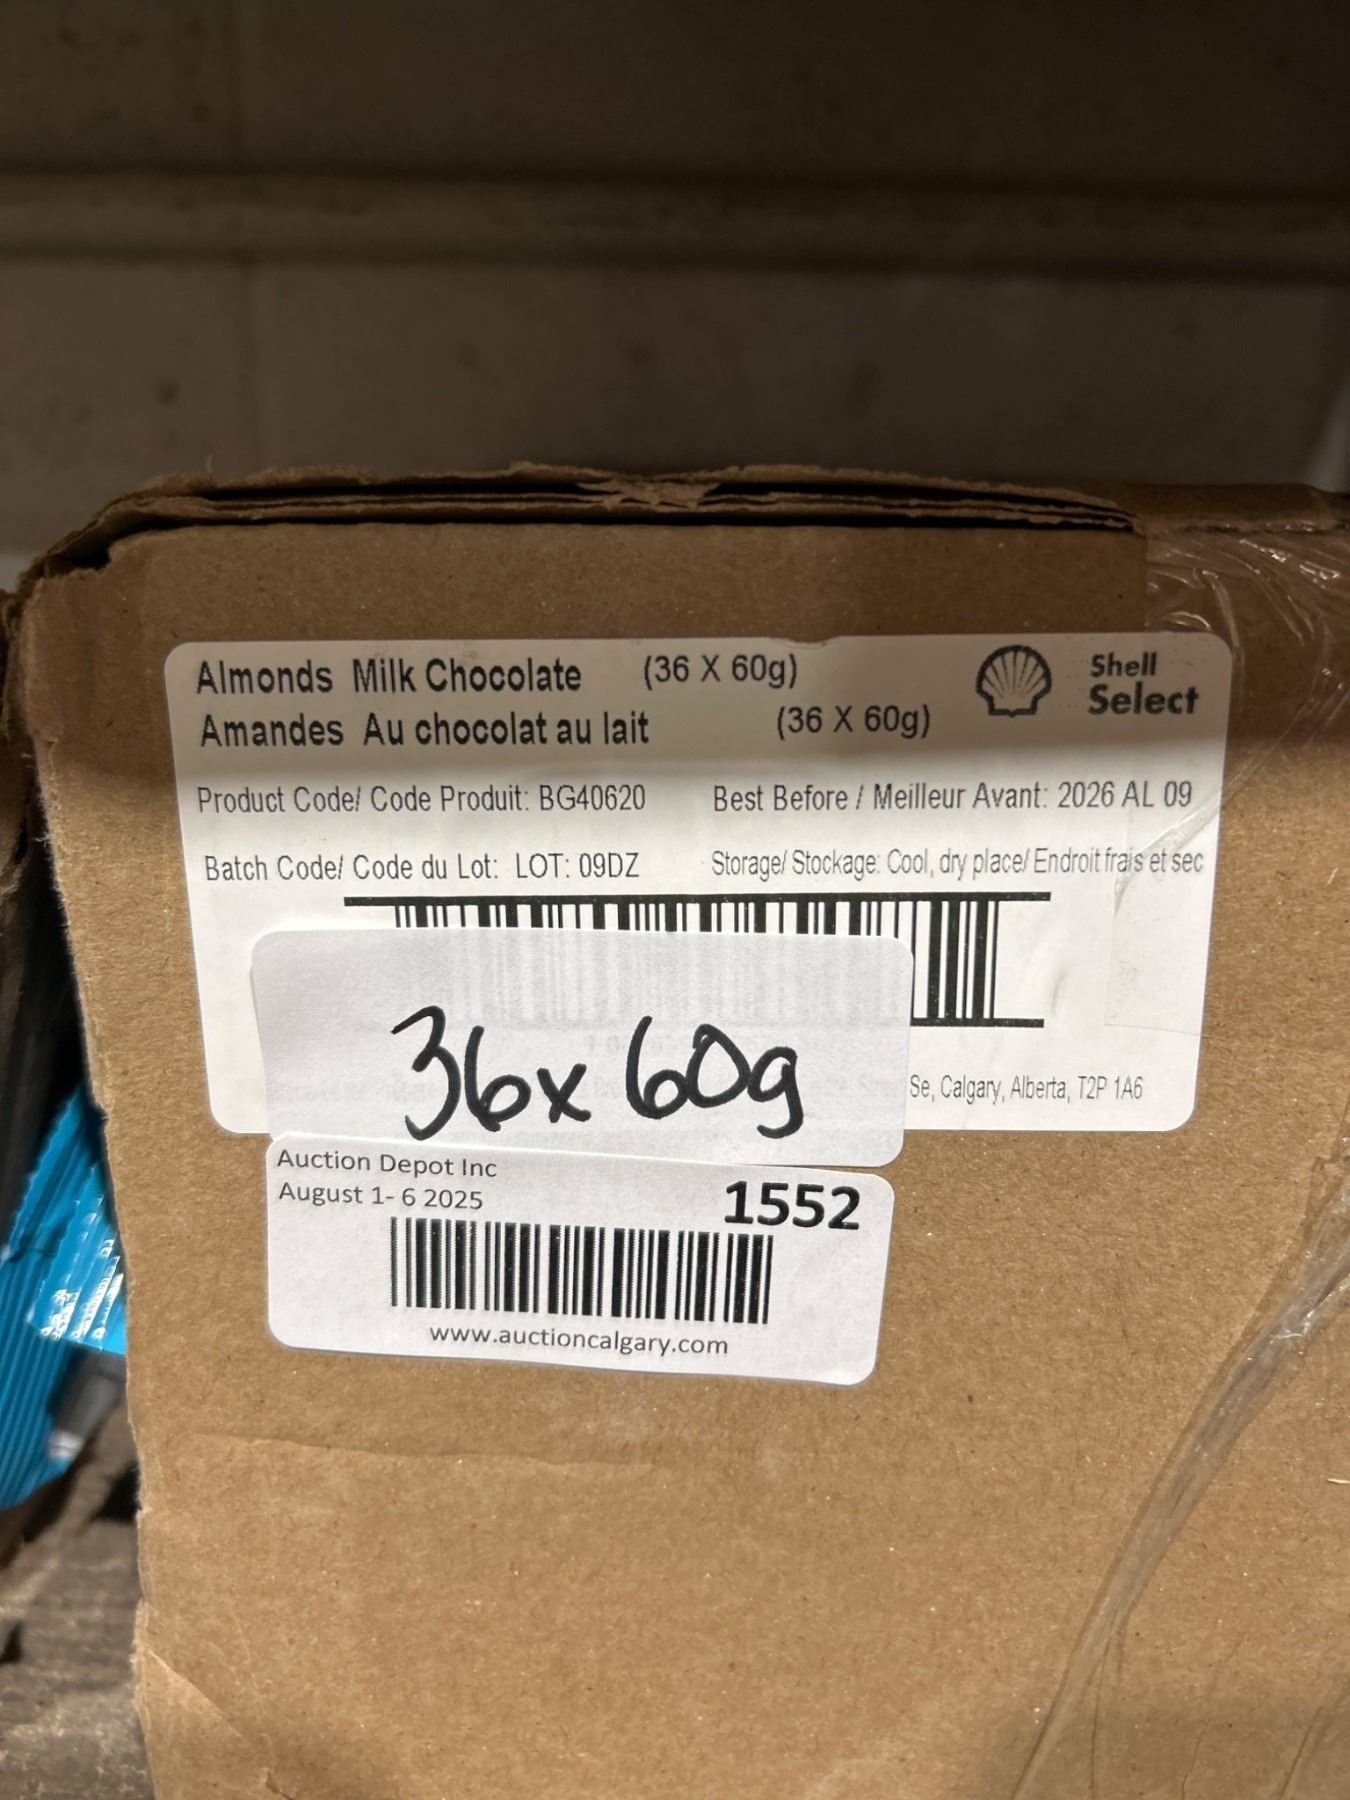 Almonds Milk Chocolate (36 X 60g)
Amandes Au chocolat au lait (36 X 60g)
Shell
Select
Product Code/ Code Produit: BG40620
Best Before / Meilleur Avant: 2026 AL 09
Batch Code/ Code du Lot: LOT: 09DZ
Storage/ Stockage: Cool, dry place/ Endroit frais et sec
Se, Calgary, Alberta, T2P 1A6
36x 60g
Auction Depot Inc
August 1- 6 2025
1552
www.auctioncalgary.com